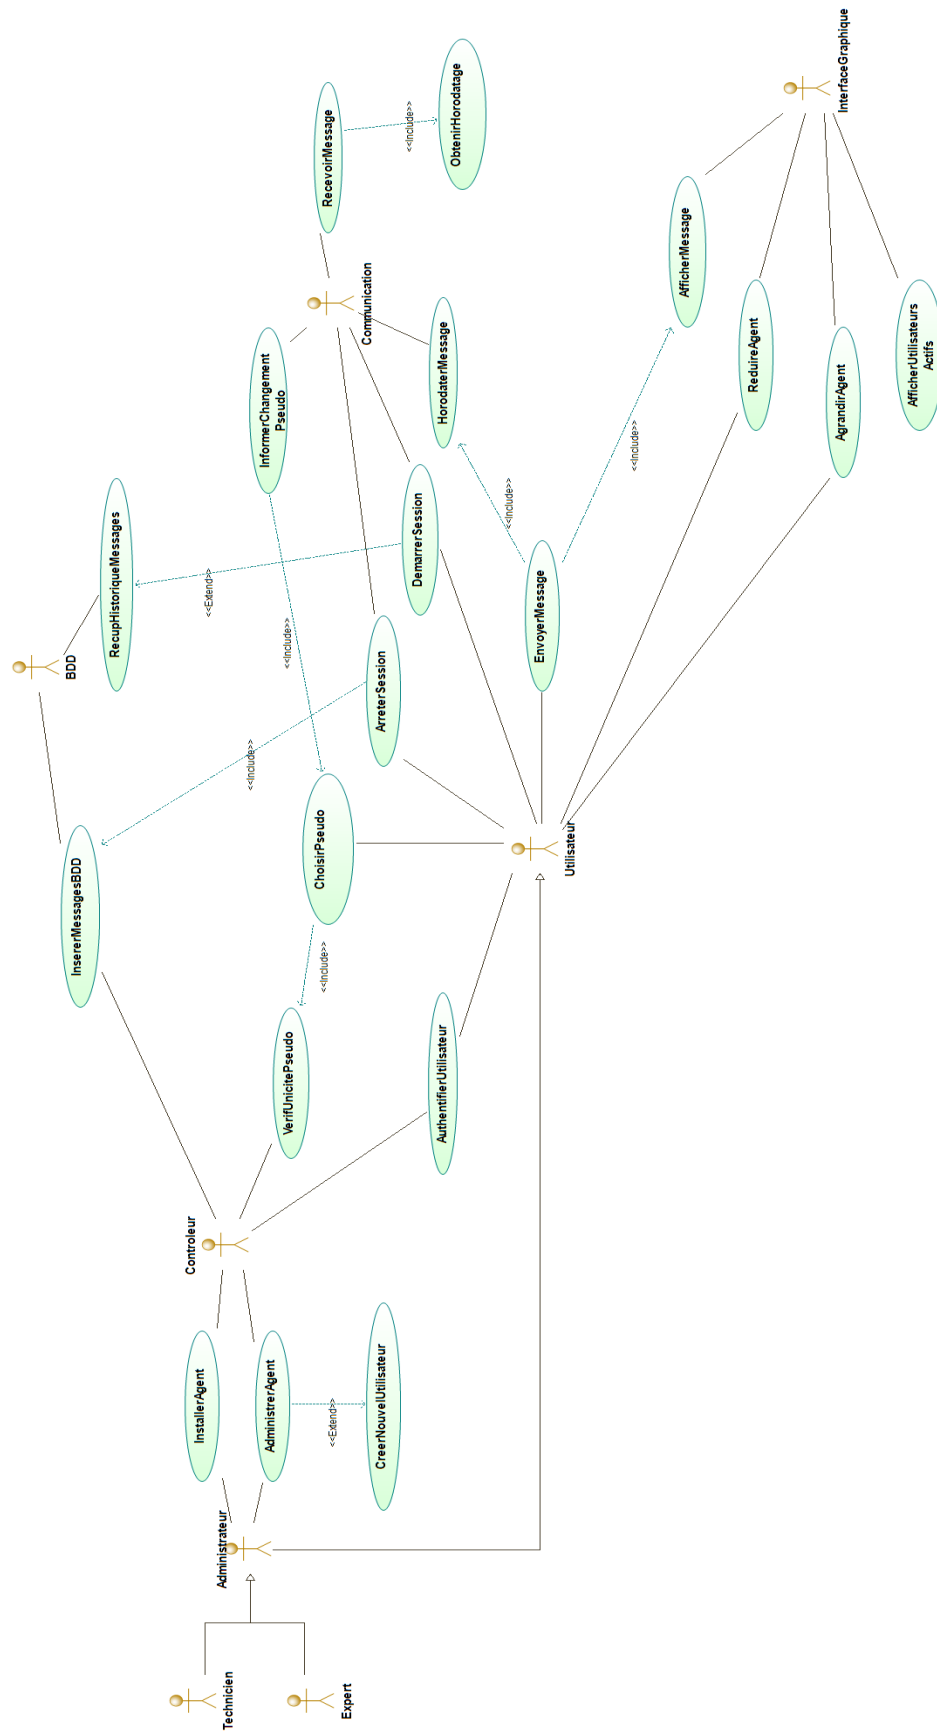 Technicien
Expert
Administrateur
InstallerAgent
AdministrerAgent
<<Extend>>
CreerNouvelUtilisateur
Controleur
InsererMessagesBDD
VerifUnicitePseudo
AuthentifierUtilisateur
<<Include>>
ChoisirPseudo
Utilisateur
BDD
RecupHistoriqueMessages
<<Include>>
<<Include>>
<<Extend>>
ArreterSession
DemarrerSession
EnvoyerMessage
InformerChangement
Pseudo
Communication
HorodaterMessage
<<Include>>
<<Include>>
RecevoirMessage
<<Include>>
ObtenirHorodatage
AfficherMessage
ReduireAgent
AgrandirAgent
AfficherUtilisateurs
Actifs
InterfaceGraphique